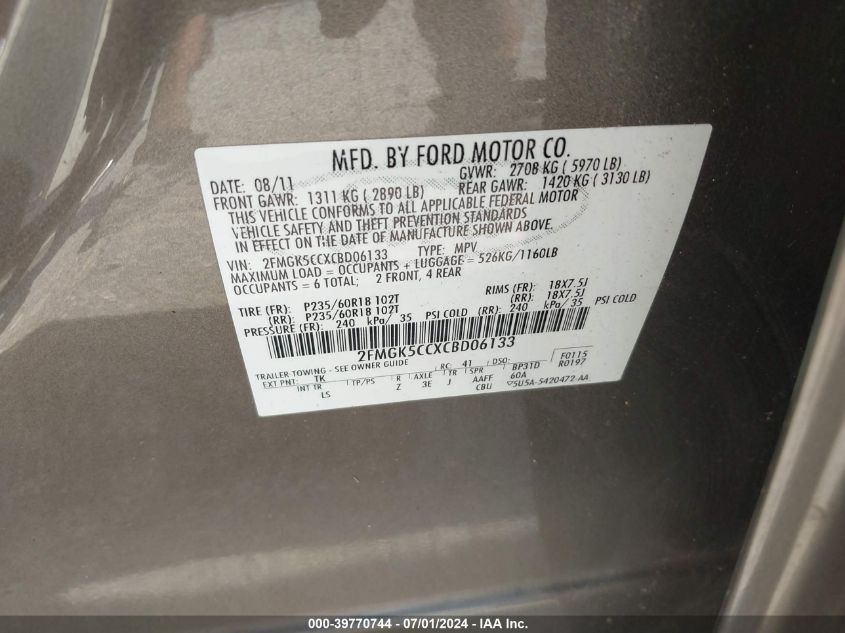 MFD. BY FORD MOTOR CO.
DATE: 08/11 GVWR: 2708 KG ( 5970 LB)
FRONT GAWR: 1311 KG ( 2890 LB) REAR GAWR: 1420 KG ( 3130 LB)
THIS VEHICLE CONFORMS TO ALL APPLICABLE FEDERAL MOTOR
VEHICLE SAFETY AND THEFT PREVENTION STANDARDS
IN EFFECT ON THE DATE OF MANUFACTURE SHOWN ABOVE.
VIN: 2FMGK5CCXCBD06133 TYPE: MPV
MAXIMUM LOAD = OCCUPANTS + LUGGAGE = 526KG/1160LB
OCCUPANTS = 6 TOTAL; 2 FRONT, 4 REAR
TIRE (FR): P235/60R18 102T RIMS (FR): 18X7.5J
(RR): P235/60R18 102T (RR): 18X7.5J
PRESSURE (FR): 240 kPa/ 35 PSI COLD (RR): 240 kPa/ 35 PSI COLD
2FMGK5CCXCBD06133
TRAILER TOWING - SEE OWNER GUIDE RC: 41 DSO: F0115
EXT PNT: TK BP31D R0197
INT TR TP/PS R AXLE TR SPR 60A
LS Z 3E J AAFF
CBU 5U5A-5420472-AA
000-39770744 / 07/01/2024 - IAA Inc.